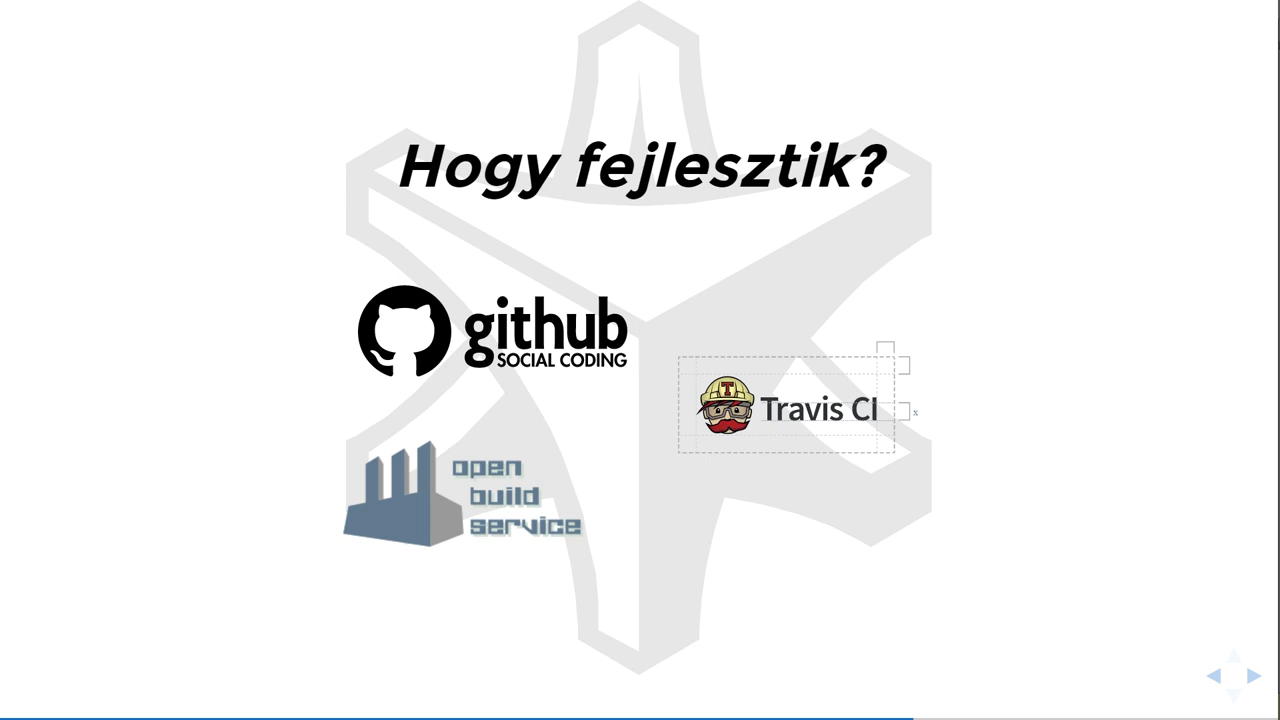 Hogy fejlesztik?
github
SOCIAL CODING
T
Travis CI
x
open
build
service